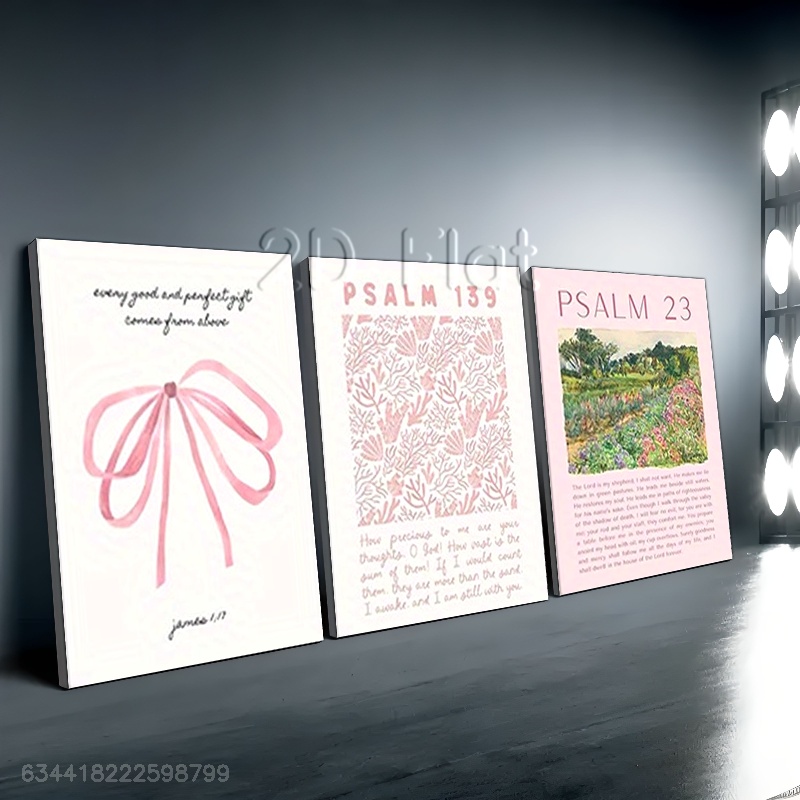 2D Flat
every good and perfect gift
comes from above
james 1:17
PSALM 139
How precious to me are your
thoughts, O God! How vast is the
sum of them! If I would count
them, they are more than the sand.
I awake, and I am still with you.
PSALM 23
The Lord is my shepherd, I shall not want. He makes me lie
down in green pastures. He leads me beside still waters.
He restores my soul. He leads me in paths of righteousness
for his name's sake. Even though I walk through the valley
of the shadow of death, I will fear no evil, for you are with
me; your rod and your staff, they comfort me. You prepare
a table before me in the presence of my enemies, you
anoint my head with oil; my cup overflows. Surely goodness
and mercy shall follow me all the days of my life, and I
shall dwell in the house of the Lord forever.
634418222598799